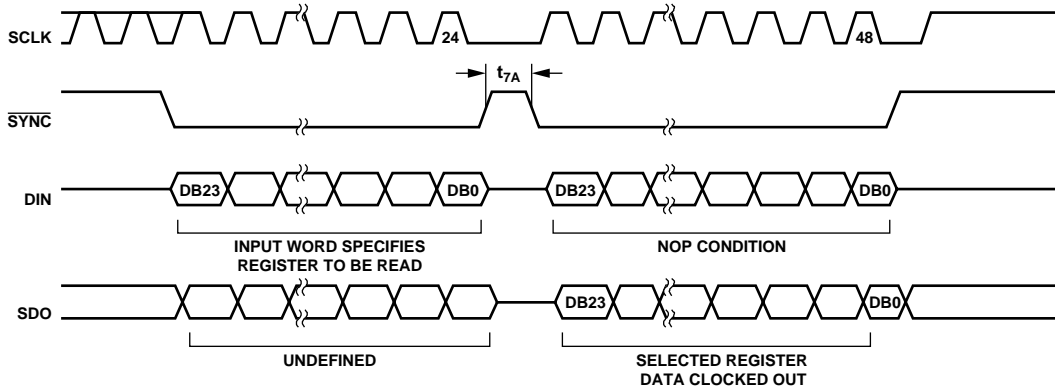 SCLK
24
48
t7A
SYNC
DIN
DB23
DB0
DB23
DB0
INPUT WORD SPECIFIES
REGISTER TO BE READ
NOP CONDITION
SDO
DB23
DB0
UNDEFINED
SELECTED REGISTER
DATA CLOCKED OUT